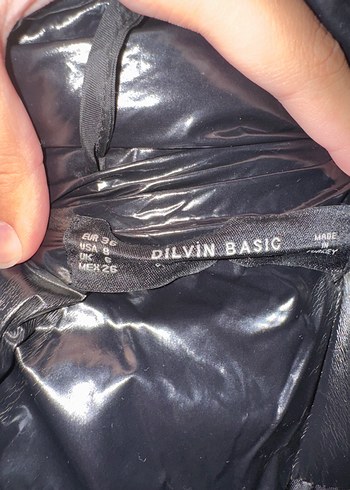 EUR 36
USA 8
UK 6
MEX 26
DİLVİN BASIC
MADE
IN
TURKEY